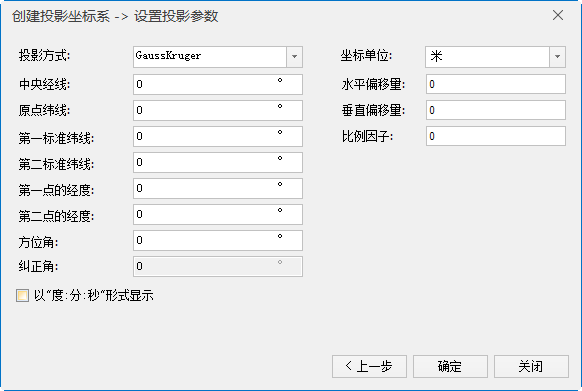 创建投影坐标系 -> 设置投影参数
投影方式: GaussKruger 坐标单位: 米
中央经线: 0 ° 水平偏移量: 0
原点纬线: 0 ° 垂直偏移量: 0
第一标准纬线: 0 ° 比例因子: 0
第二标准纬线: 0 °
第一点的经度: 0 °
第二点的经度: 0 °
方位角: 0 °
纠正角: 0 °
以"度:分:秒"形式显示
< 上一步 确定 关闭